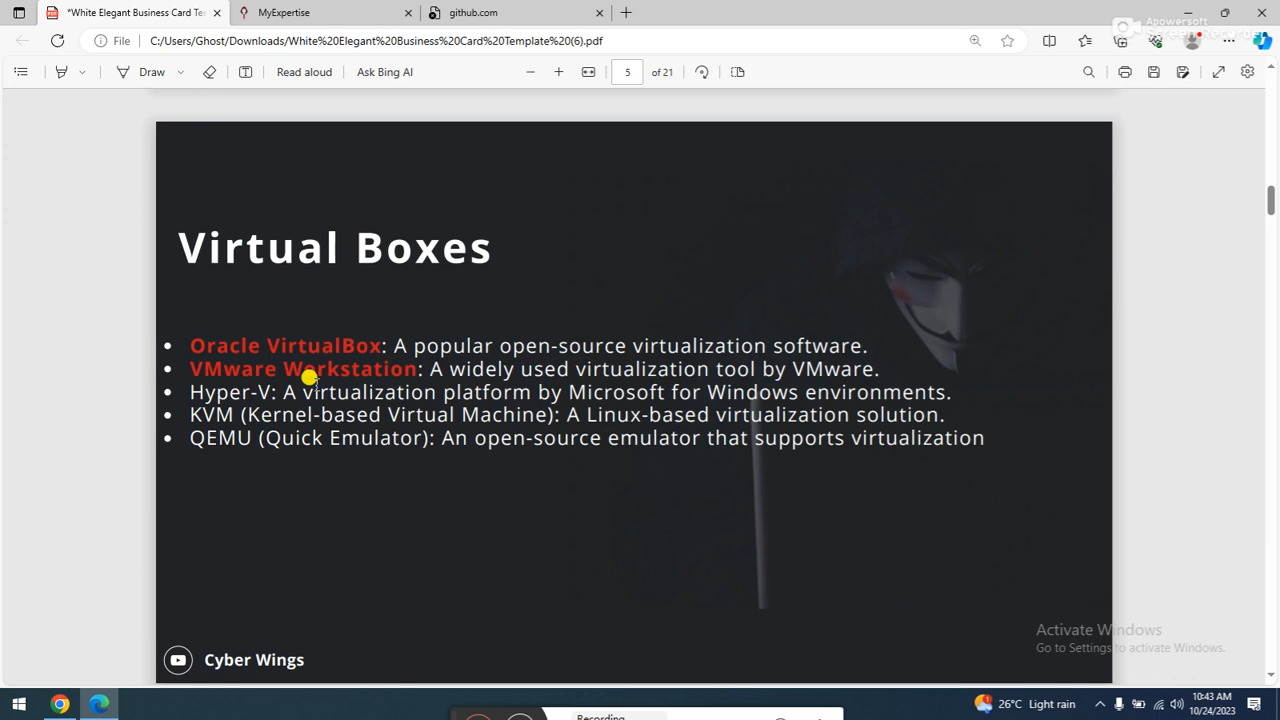 *White Elegant Business Card Te
MyExpertise
github.com
File
C:/Users/Ghost/Downloads/White%20Elegant%20Business%20Card%20Template%20(6).pdf
Apowersoft
Screen Recorder
Draw
Read aloud
Ask Bing AI
5 of 21
Virtual Boxes
• Oracle VirtualBox: A popular open-source virtualization software.
• VMware Workstation: A widely used virtualization tool by VMware.
• Hyper-V: A virtualization platform by Microsoft for Windows environments.
• KVM (Kernel-based Virtual Machine): A Linux-based virtualization solution.
• QEMU (Quick Emulator): An open-source emulator that supports virtualization
Activate Windows
Go to Settings to activate Windows.
Cyber Wings
26°C Light rain
10:43 AM
10/24/2023
Recording